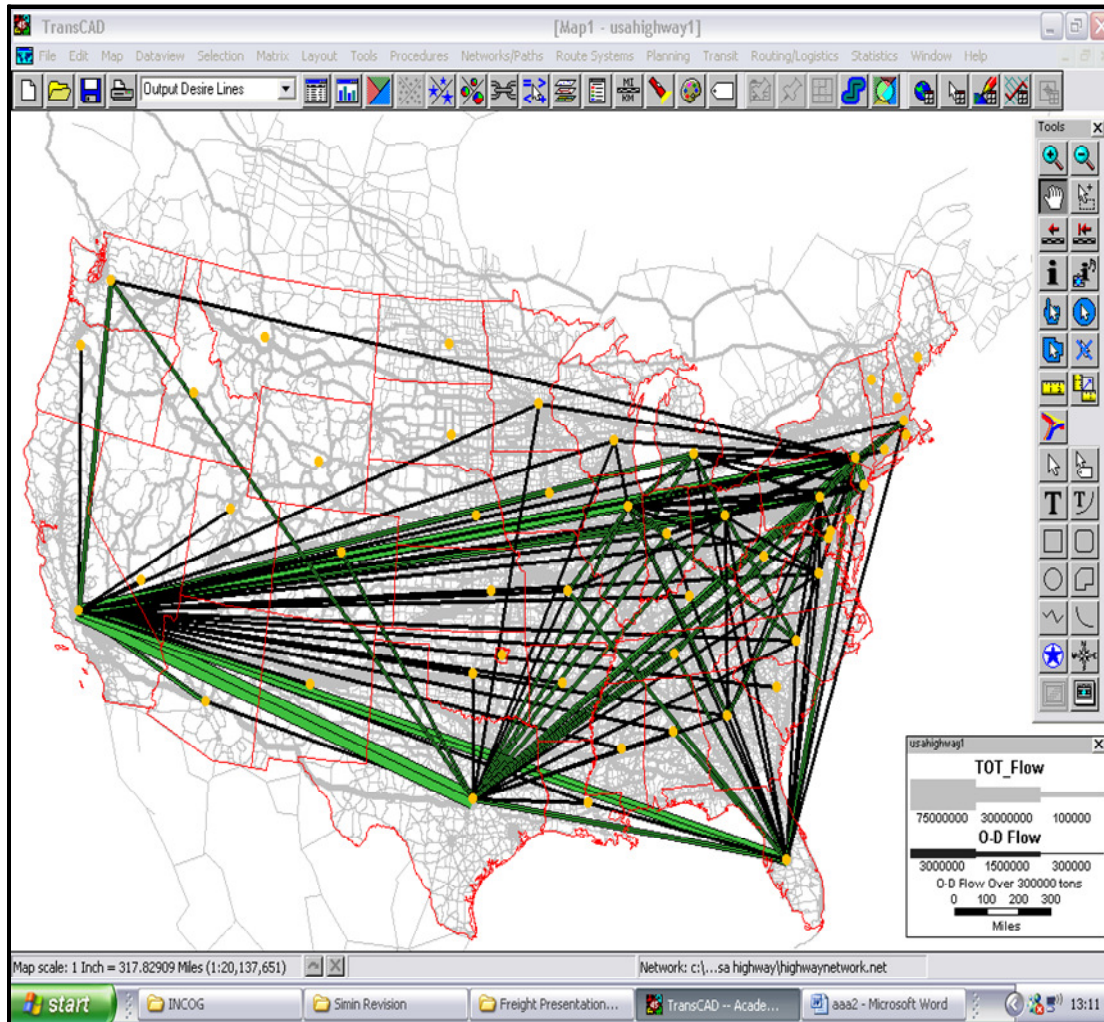 TransCAD
[Map1 - usahighway1]
File Edit Map Dataview Selection Matrix Layout Tools Procedures Networks/Paths Route Systems Planning Transit Routing/Logistics Statistics Window Help
Output Desire Lines
MI
KM
Tools X
i i
T T
usahighway1
TOT_Flow
75000000 30000000 100000
O-D Flow
3000000 1500000 300000
O-D Flow Over 300000 tons
0 100 200 300
Miles
Map scale: 1 Inch = 317.82909 Miles (1:20,137,651)
Network: c:\...sa highway\highwaynetwork.net
start INCOG Simin Revision Freight Presentation... TransCAD -- Acade... aaa2 - Microsoft Word 13:11